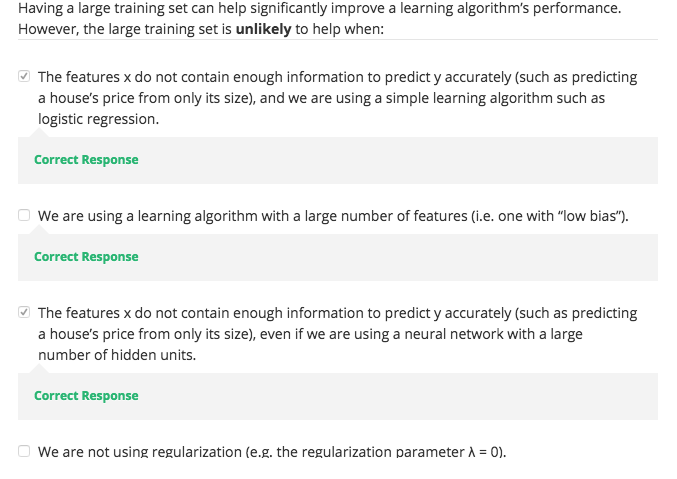 Having a large training set can help significantly improve a learning algorithm’s performance.
However, the large training set is unlikely to help when:
The features x do not contain enough information to predict y accurately (such as predicting
a house’s price from only its size), and we are using a simple learning algorithm such as
logistic regression.
Correct Response
We are using a learning algorithm with a large number of features (i.e. one with “low bias”).
Correct Response
The features x do not contain enough information to predict y accurately (such as predicting
a house’s price from only its size), even if we are using a neural network with a large
number of hidden units.
Correct Response
We are not using regularization (e.g. the regularization parameter λ = 0).